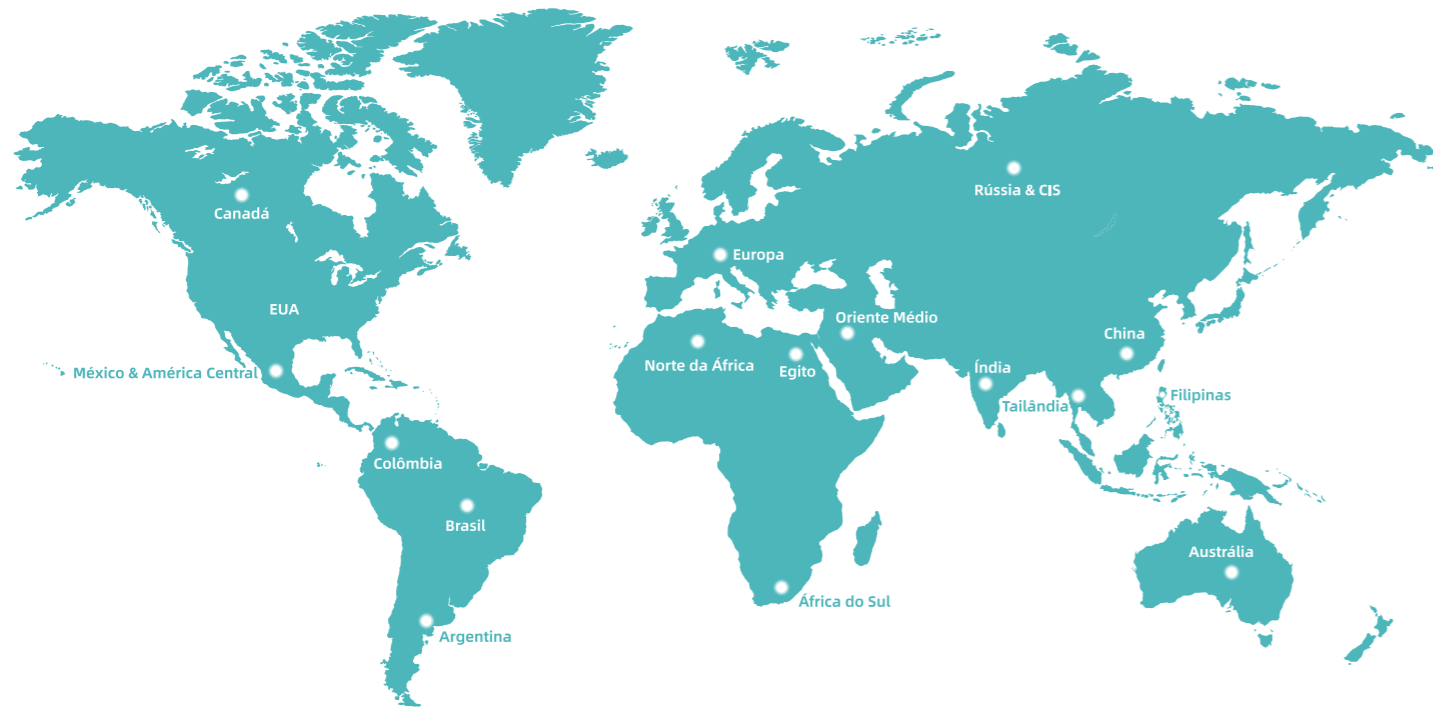 Rússia & CIS
Canadá
Europa
EUA
Oriente Médio
China
Norte da África
Egito
Índia
México & América Central
Tailândia
Filipinas
Colômbia
Brasil
Austrália
África do Sul
Argentina